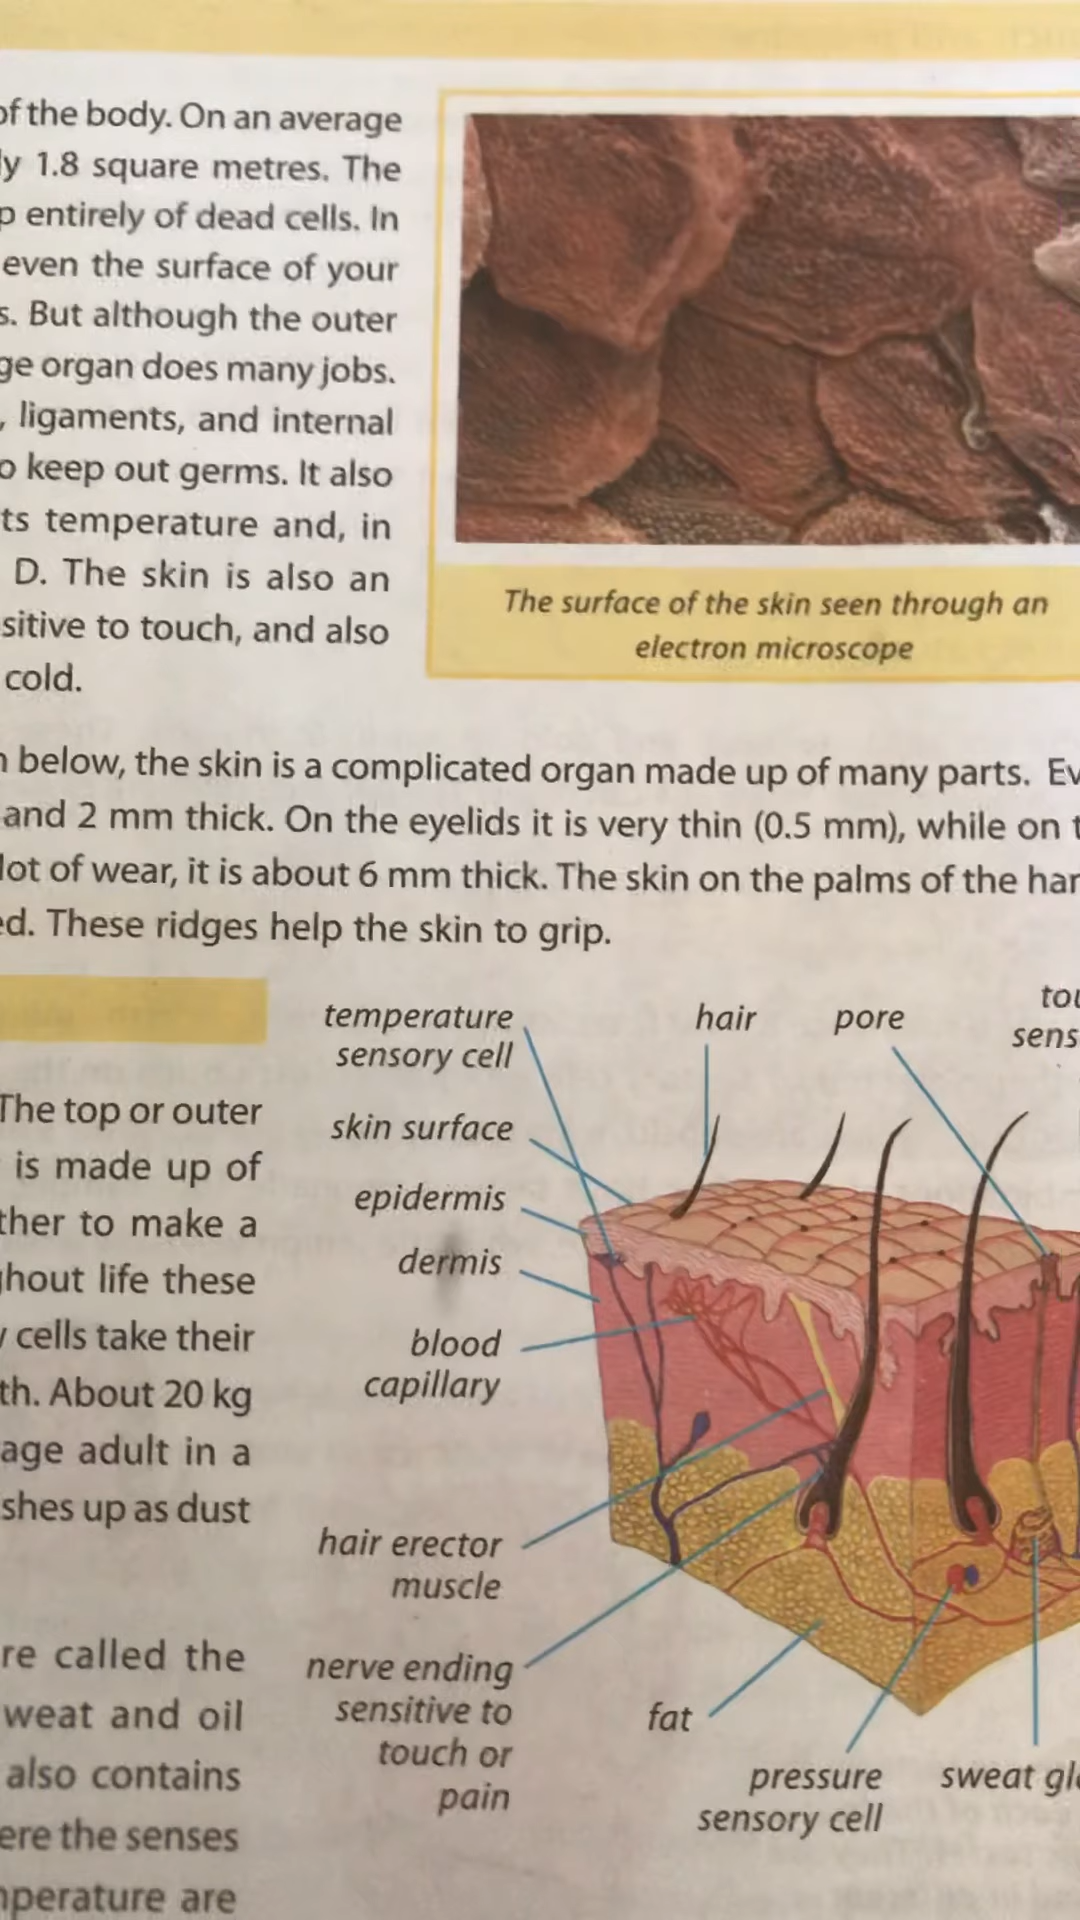 of the body. On an average
1.8 square metres. The
entirely of dead cells. In
even the surface of your
s. But although the outer
ge organ does many jobs.
, ligaments, and internal
o keep out germs. It also
ts temperature and, in
D. The skin is also an
sitive to touch, and also
cold.
The surface of the skin seen through an
electron microscope
below, the skin is a complicated organ made up of many parts. Ev
and 2 mm thick. On the eyelids it is very thin (0.5 mm), while on t
lot of wear, it is about 6 mm thick. The skin on the palms of the har
ed. These ridges help the skin to grip.
The top or outer
is made up of
ther to make a
ghout life these
cells take their
th. About 20 kg
age adult in a
shes up as dust
re called the
weat and oil
also contains
ere the senses
perature are
temperature
sensory cell
hair
pore
tou
sens
skin surface
epidermis
dermis
blood
capillary
hair erector
muscle
nerve ending
sensitive to
touch or
pain
fat
pressure
sensory cell
sweat gla